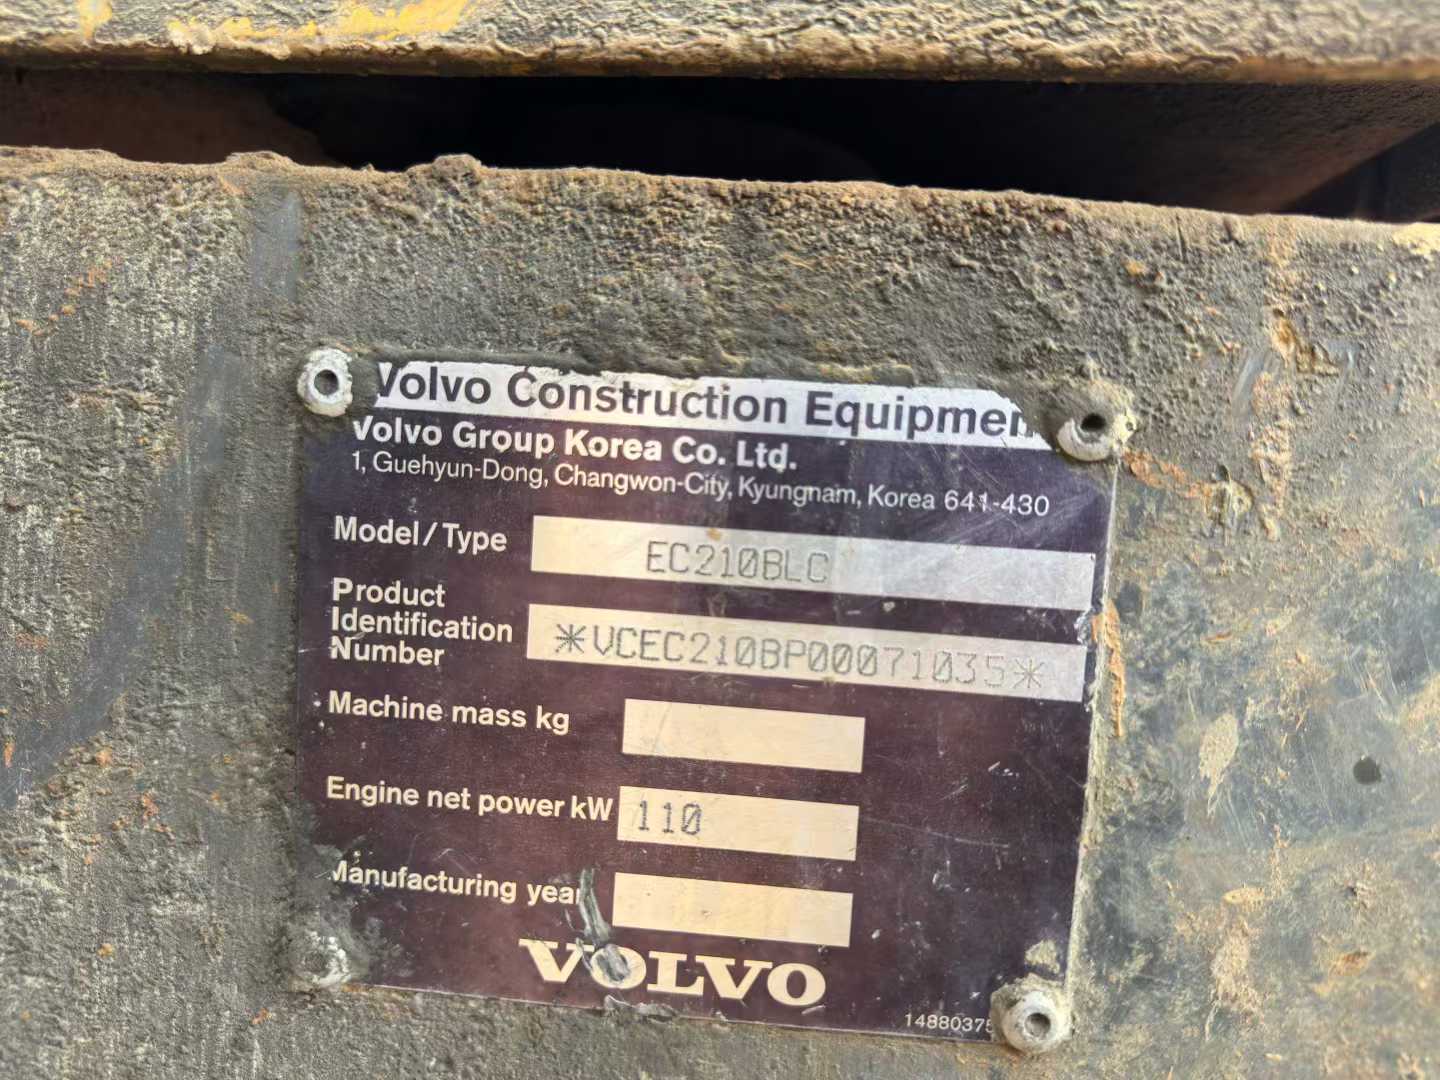 Volvo Construction Equipmen
Volvo Group Korea Co. Ltd.
1, Guehyun-Dong, Changwon-City, Kyungnam, Korea 641-430
Model/Type EC210BLC
Product
Identification
Number
*VCEC210BP00071035*
Machine mass kg
Engine net power kW 110
Manufacturing year
VOLVO
1488037